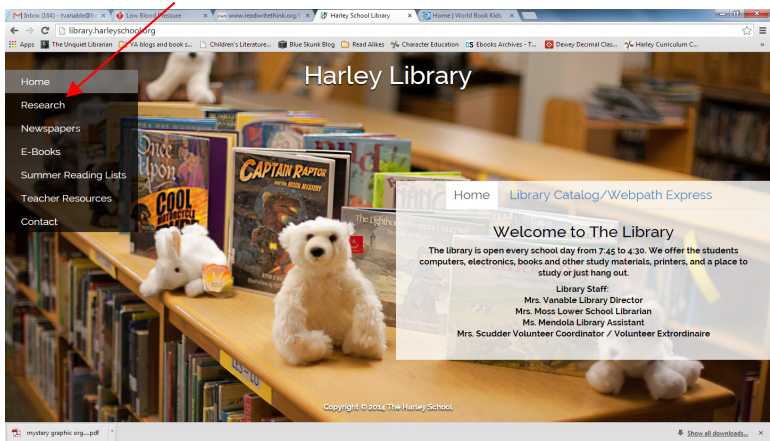 Inbox (164) - tvanable@h
Low Blood Pressure
www.readwritethink.org/f
Harley School Library
Home | World Book Kids
library.harleyschool.org
Apps
The Unquiet Librarian
YA blogs and book s...
Children's Literature...
Blue Skunk Blog
Read Alikes
Character Education
Ebooks Archives - T...
Dewey Decimal Clas...
Harley Curriculum C...
Harley Library
Home
Research
Newspapers
E-Books
Summer Reading Lists
Teacher Resources
Contact
Once Upon
COOL
CAPTAIN RAPTOR
and the MOON MYSTERY
The Lighthouse
LES-LO
Home
Library Catalog/Webpath Express
Welcome to The Library
The library is open every school day from 7:45 to 4:30. We offer the students
computers, electronics, books and other study materials, printers, and a place to
study or just hang out.
Library Staff:
Mrs. Vanable Library Director
Mrs. Moss Lower School Librarian
Ms. Mendola Library Assistant
Mrs. Scudder Volunteer Coordinator / Volunteer Extrordinaire
Copyright © 2014 The Harley School
mystery graphic org....pdf
Show all downloads...